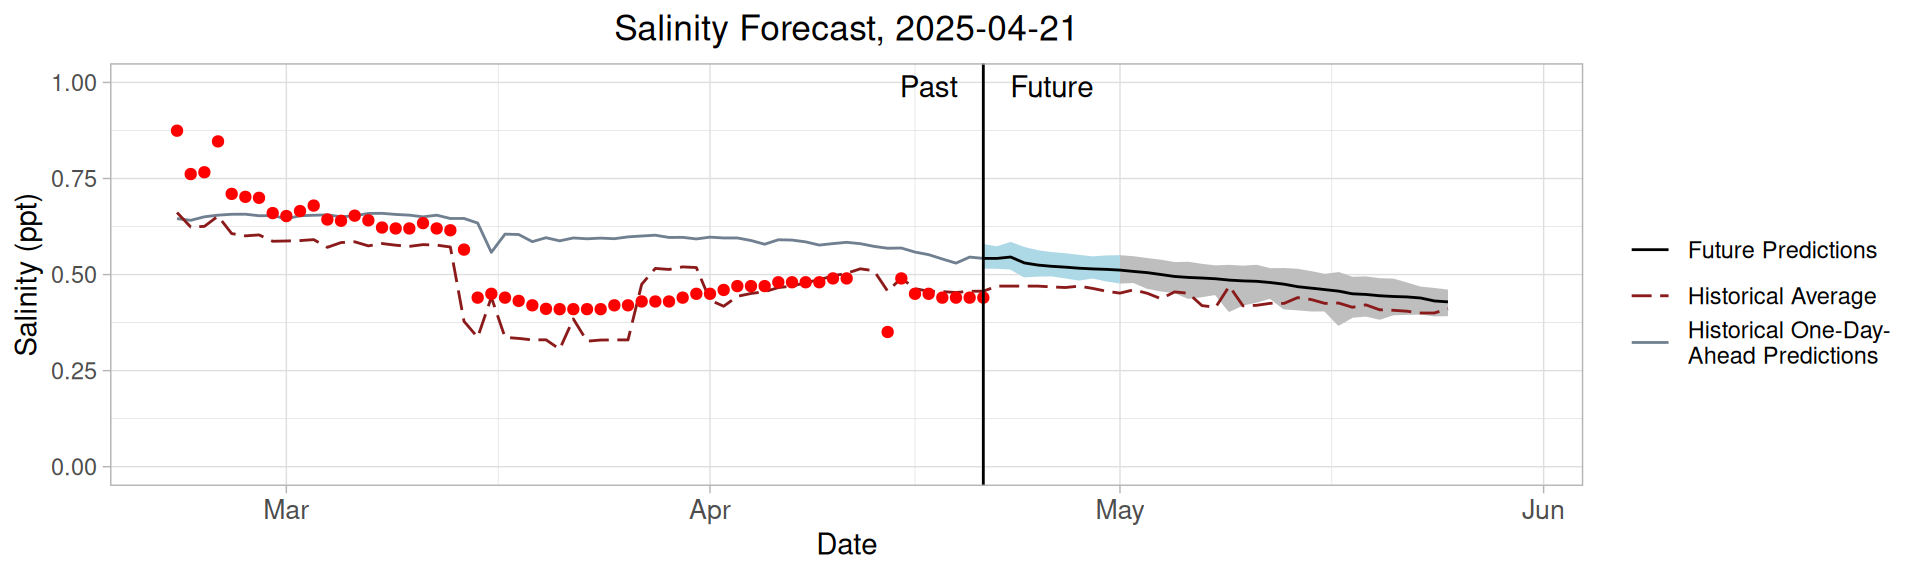 Salinity Forecast, 2025-04-21
Past
Future
1.00
0.75
0.50
0.25
0.00
Salinity (ppt)
Mar
Apr
May
Jun
Date
Future Predictions
Historical Average
Historical One-Day-
Ahead Predictions